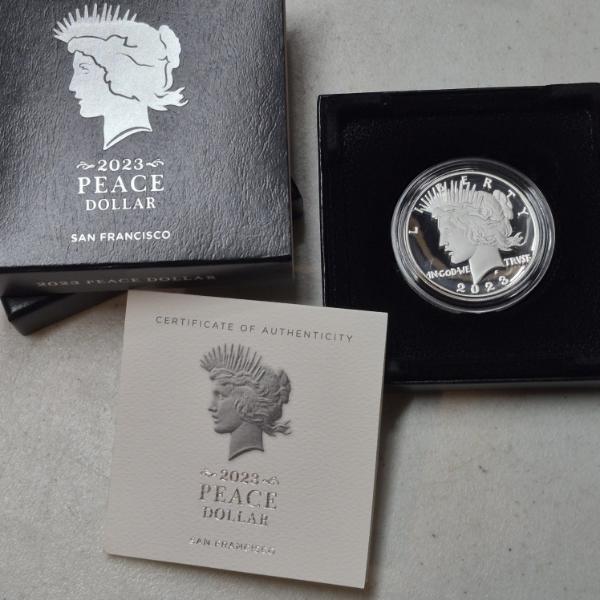 2023
PEACE
DOLLAR
SAN FRANCISCO
2023 PEACE DOLLAR
LIBERTY
IN GOD WE TRVST
2023
CERTIFICATE OF AUTHENTICITY
2023
PEACE
DOLLAR
SAN FRANCISCO